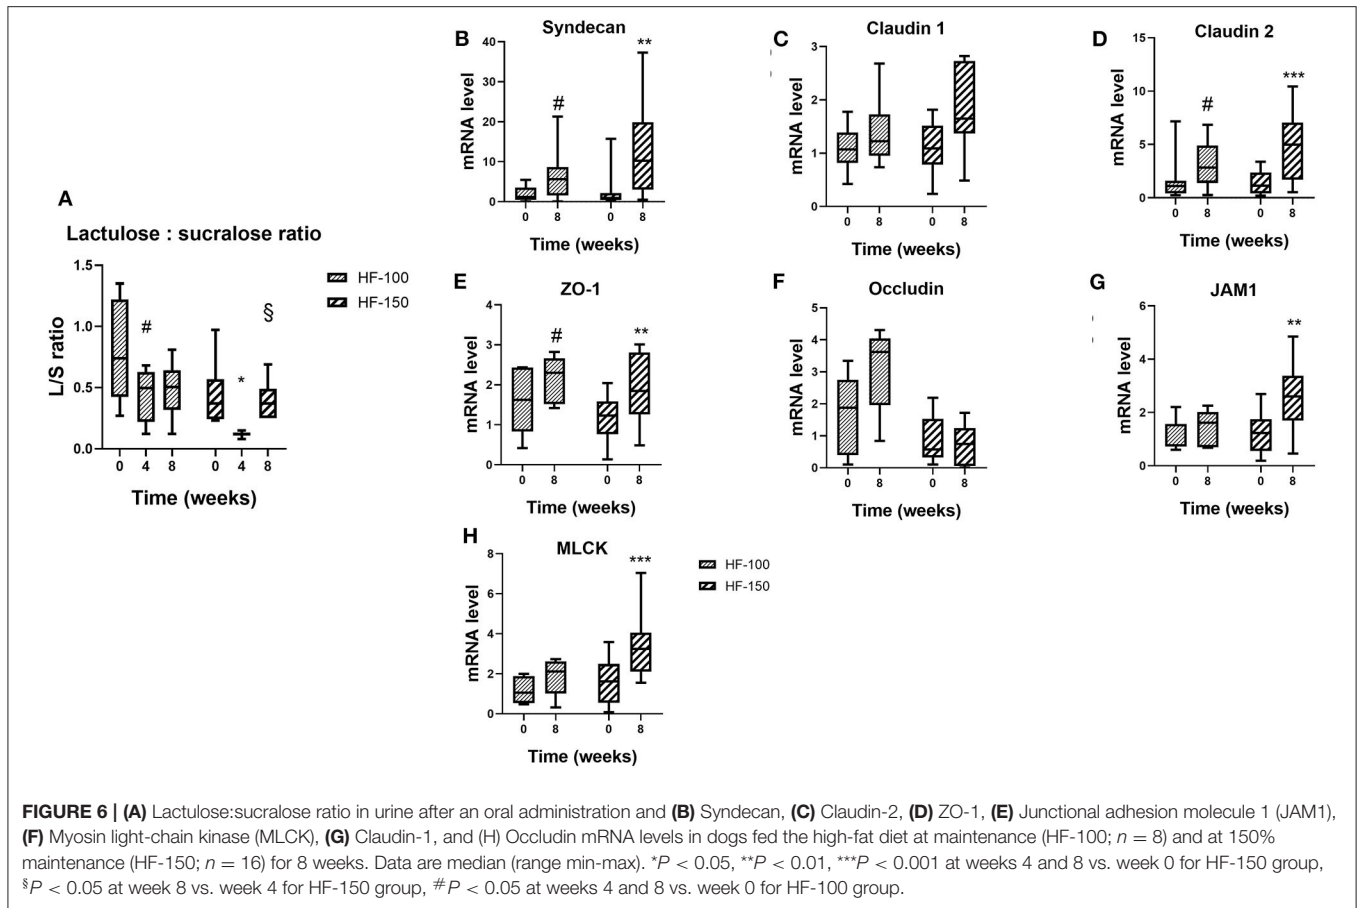 B
Syndecan
**
#
mRNA level
40
30
20
10
0
0 8 0 8
Time (weeks)
C
Claudin 1
mRNA level
3
2
1
0
0 8 0 8
Time (weeks)
D
Claudin 2
***
#
mRNA level
15
10
5
0
0 8 0 8
Time (weeks)
A
Lactulose : sucralose ratio
L/S ratio
1.5
1.0
0.5
0.0
#
*
§
0 4 8 0 4 8
Time (weeks)
HF-100
HF-150
E
ZO-1
#
**
mRNA level
4
3
2
1
0
0 8 0 8
Time (weeks)
F
Occludin
mRNA level
5
4
3
2
1
0
0 8 0 8
Time (weeks)
G
JAM1
**
mRNA level
6
4
2
0
0 8 0 8
Time (weeks)
H
MLCK
***
mRNA level
8
6
4
2
0
0 8 0 8
Time (weeks)
HF-100
HF-150
FIGURE 6 | (A) Lactulose:sucralose ratio in urine after an oral administration and (B) Syndecan, (C) Claudin-2, (D) ZO-1, (E) Junctional adhesion molecule 1 (JAM1),
(F) Myosin light-chain kinase (MLCK), (G) Claudin-1, and (H) Occludin mRNA levels in dogs fed the high-fat diet at maintenance (HF-100; n = 8) and at 150%
maintenance (HF-150; n = 16) for 8 weeks. Data are median (range min-max). *P < 0.05, **P < 0.01, ***P < 0.001 at weeks 4 and 8 vs. week 0 for HF-150 group,
§P < 0.05 at week 8 vs. week 4 for HF-150 group, #P < 0.05 at weeks 4 and 8 vs. week 0 for HF-100 group.